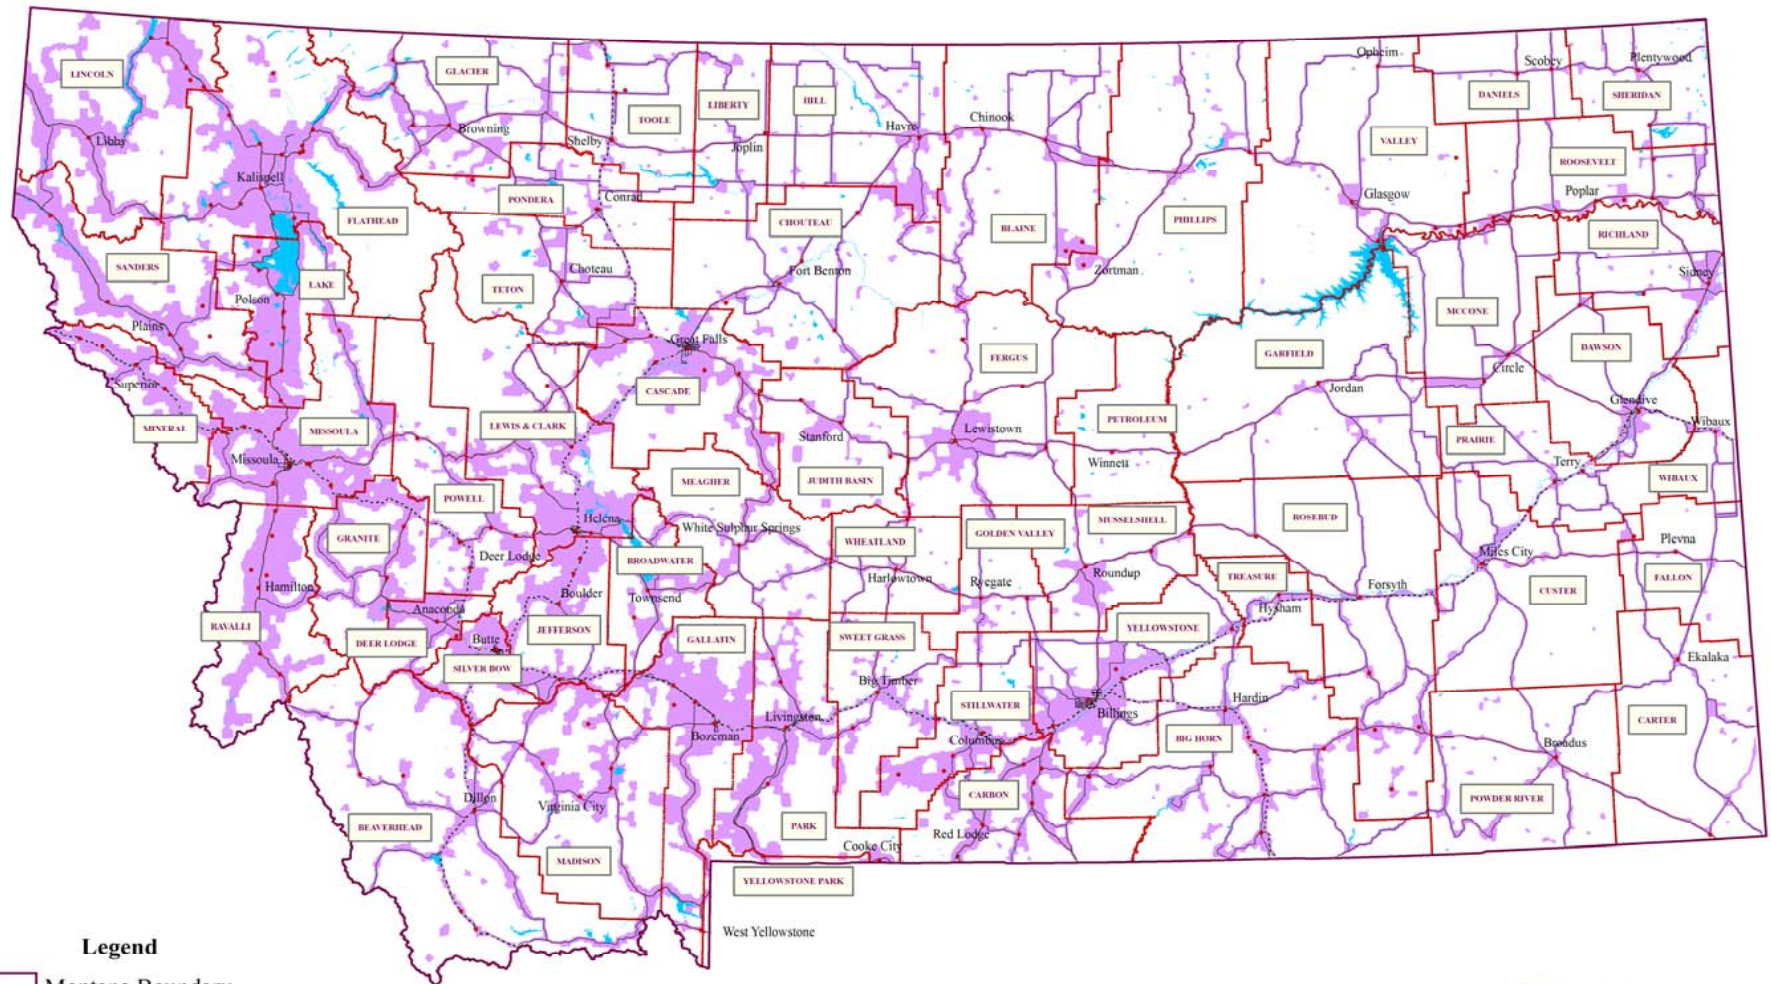 Opheim
Plentywood
Scobey
GLACIER
LINCOLN
DANIELS
SHERIDAN
HILL
LIBERTY
TOOLE
Chinook
Havre
Browning
VALLEY
Libby
Shelby
Joplin
ROOSEVELT
Kalispell
Poplar
Glasgow
Conrad
PONDERA
FLATHEAD
CHOUTEAU
PHILLIPS
BLAINE
RICHLAND
SANDERS
Choteau
Fort Benton
Zortman
Sidney
LAKE
TETON
Polson
MCCONE
Plains
Great Falls
DAWSON
FERGUS
GARFIELD
Circle
Superior
CASCADE
Jordan
Glendive
PETROLEUM
Wibaux
LEWIS & CLARK
MINERAL
MISSOULA
Stanford
Lewistown
PRAIRIE
Missoula
Winnett
Terry
MEAGHER
JUDITH BASIN
WIBAUX
POWELL
Helena
MUSSELSHELL
ROSEBUD
White Sulphur Springs
GOLDEN VALLEY
GRANITE
WHEATLAND
Plevna
Deer Lodge
Miles City
BROADWATER
Harlowtown
Roundup
TREASURE
FALLON
Hamilton
Ryegate
Forsyth
CUSTER
Boulder
Townsend
Anaconda
Hysham
RAVALLI
JEFFERSON
YELLOWSTONE
DEER LODGE
Butte
GALLATIN
SWEET GRASS
Ekalaka
SILVER BOW
Big Timber
Hardin
STILLWATER
Billings
Livingston
CARTER
Bozeman
Columbus
BIG HORN
Broadus
Dillon
Virginia City
CARBON
POWDER RIVER
BEAVERHEAD
PARK
Red Lodge
Cooke City
MADISON
YELLOWSTONE PARK
West Yellowstone
Legend
Montana Boundary